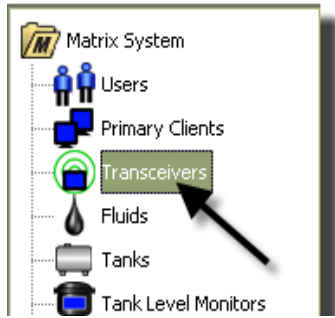 Matrix System
Users
Primary Clients
Transceivers
Fluids
Tanks
Tank Level Monitors